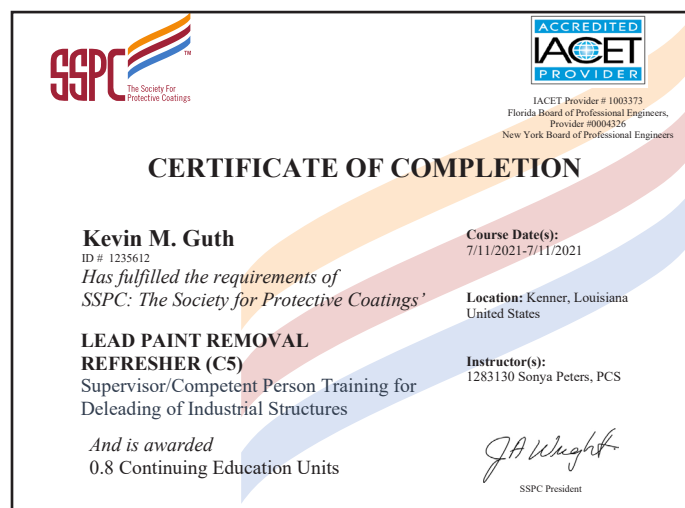 SSPC
TM
The Society For
Protective Coatings
ACCREDITED
IACET
PROVIDER
IACET Provider # 1003373
Florida Board of Professional Engineers,
Provider #0004326
New York Board of Professional Engineers
CERTIFICATE OF COMPLETION
Kevin M. Guth
ID # 1235612
Has fulfilled the requirements of
SSPC: The Society for Protective Coatings’
LEAD PAINT REMOVAL
REFRESHER (C5)
Supervisor/Competent Person Training for
Deleading of Industrial Structures
And is awarded
0.8 Continuing Education Units
Course Date(s):
7/11/2021-7/11/2021
Location: Kenner, Louisiana
United States
Instructor(s):
1283130 Sonya Peters, PCS
JA Wright
SSPC President